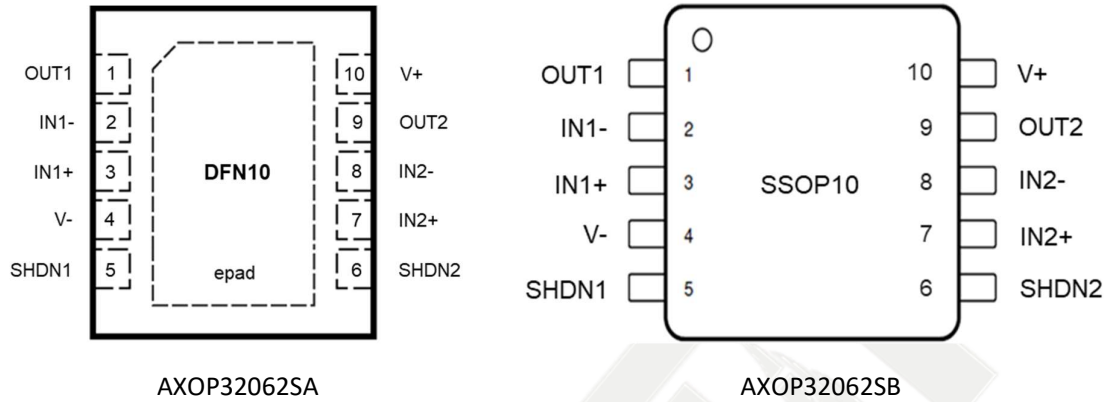 OUT1 1 10 V+
IN1- 2 9 OUT2
IN1+ 3 DFN10 8 IN2-
V- 4 7 IN2+
SHDN1 5 epad 6 SHDN2
AXOP32062SA
OUT1 1 10 V+
IN1- 2 9 OUT2
IN1+ 3 SSOP10 8 IN2-
V- 4 7 IN2+
SHDN1 5 6 SHDN2
AXOP32062SB